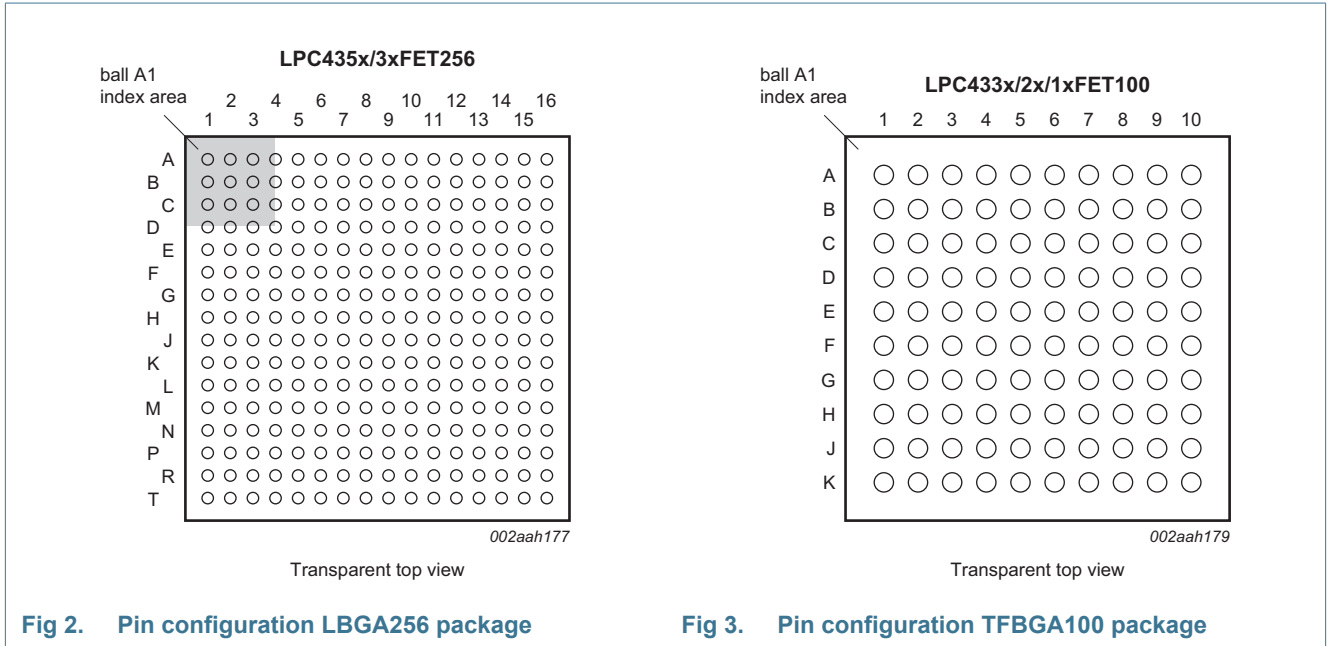 LPC435x/3xFET256
ball A1
index area
2 4 6 8 10 12 14 16
1 3 5 7 9 11 13 15
A
B
C
D
E
F
G
H
J
K
L
M
N
P
R
T
002aah177
Transparent top view
Fig 2. Pin configuration LBGA256 package
LPC433x/2x/1xFET100
ball A1
index area
1 2 3 4 5 6 7 8 9 10
A
B
C
D
E
F
G
H
J
K
002aah179
Transparent top view
Fig 3. Pin configuration TFBGA100 package